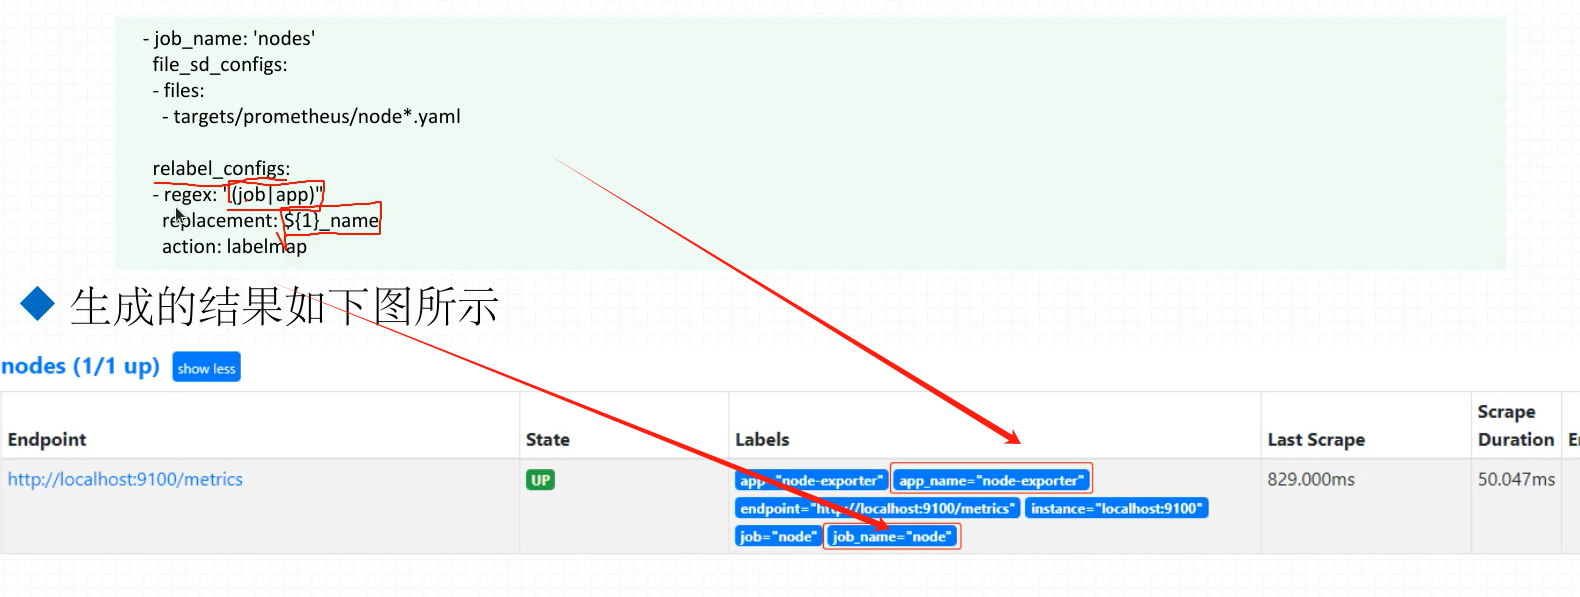 - job_name: 'nodes'
file_sd_configs:
- files:
- targets/prometheus/node*.yaml
relabel_configs:
- regex: "(job|app)"
replacement: ${1}_name
action: labelmap
生成的结果如下图所示
nodes (1/1 up) show less
Endpoint State Labels Last Scrape Scrape Duration
http://localhost:9100/metrics UP app="node-exporter" app_name="node-exporter" 829.000ms 50.047ms
endpoint="http://localhost:9100/metrics" instance="localhost:9100"
job="node" job_name="node"